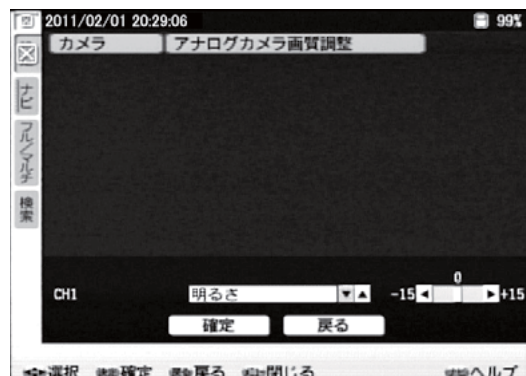 2011/02/01 20:29:06 99%
カメラ アナログカメラ画質調整
ナビ
フル/マルチ
検索
0
CH1 明るさ -15 +15
確定 戻る
選択 確定 戻る 閉じる ヘルプ